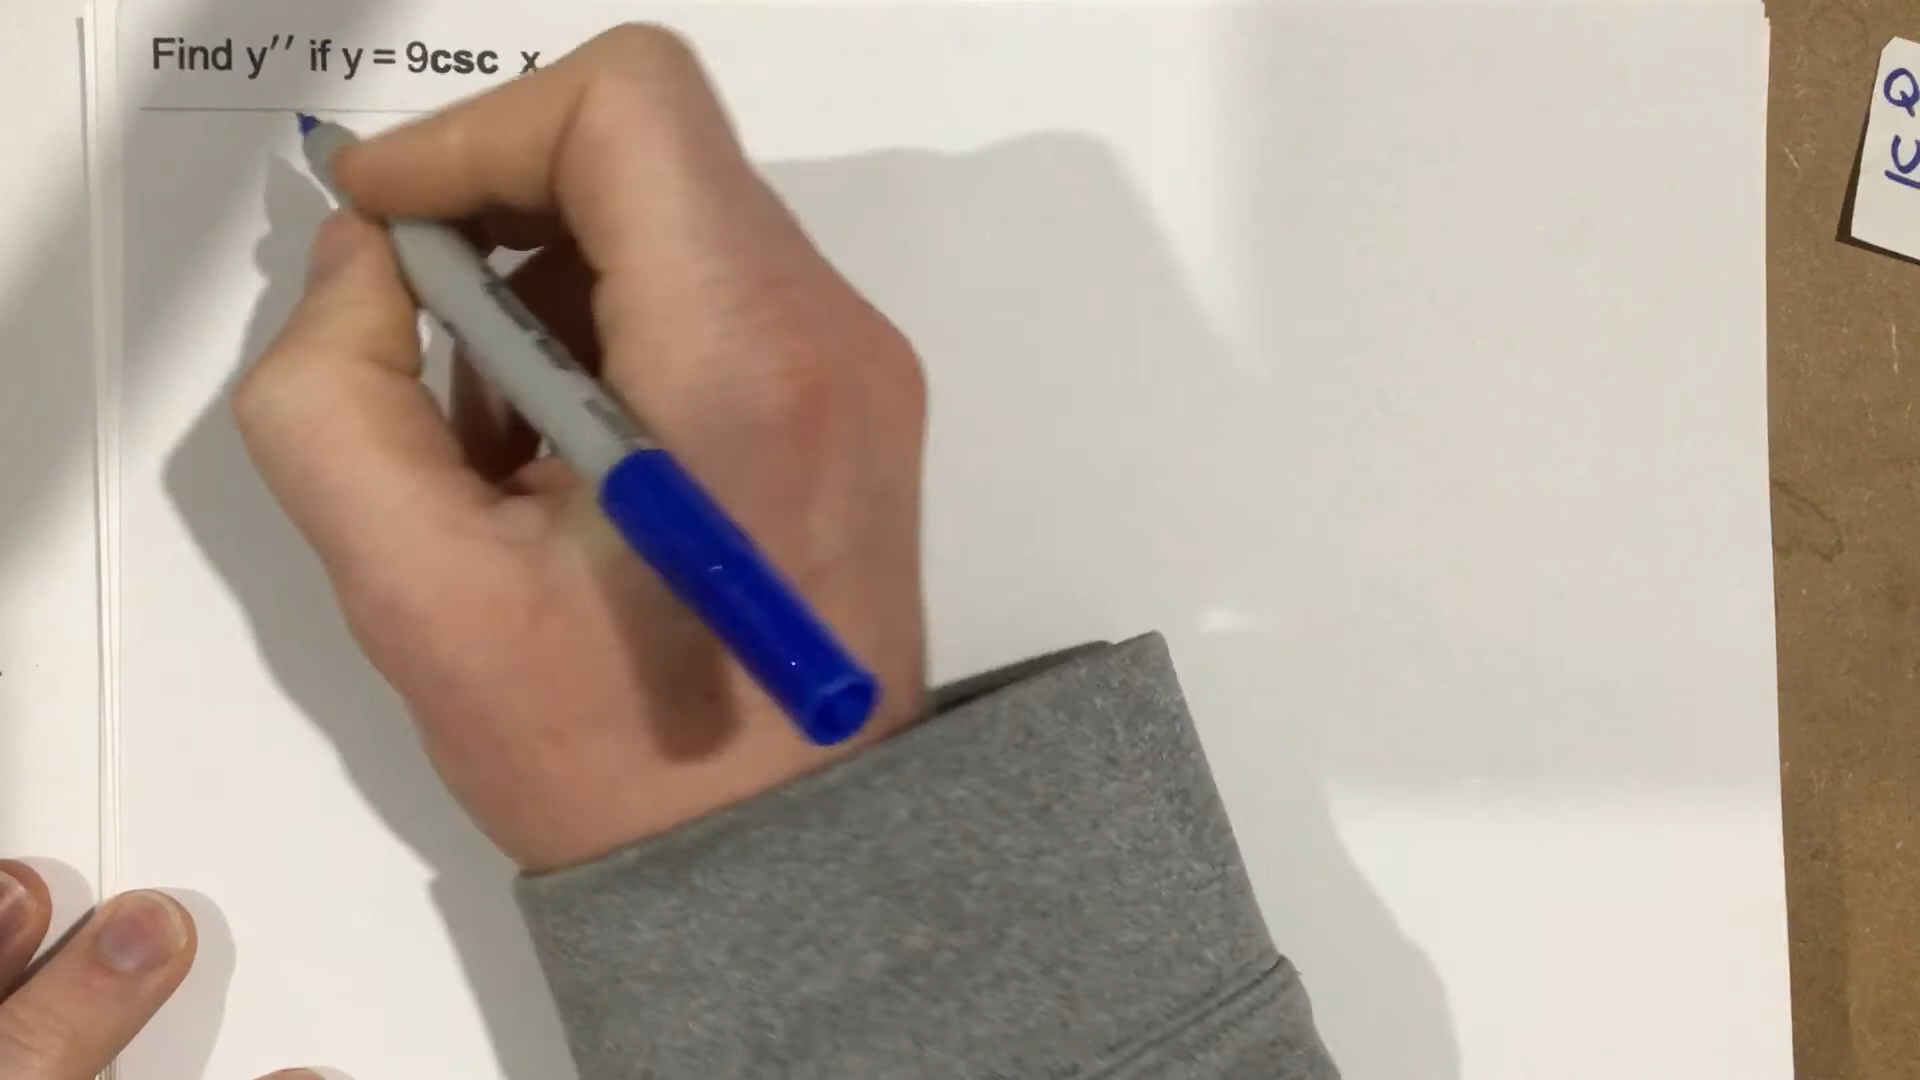 Find y′′ if y = 9csc x
Q
U